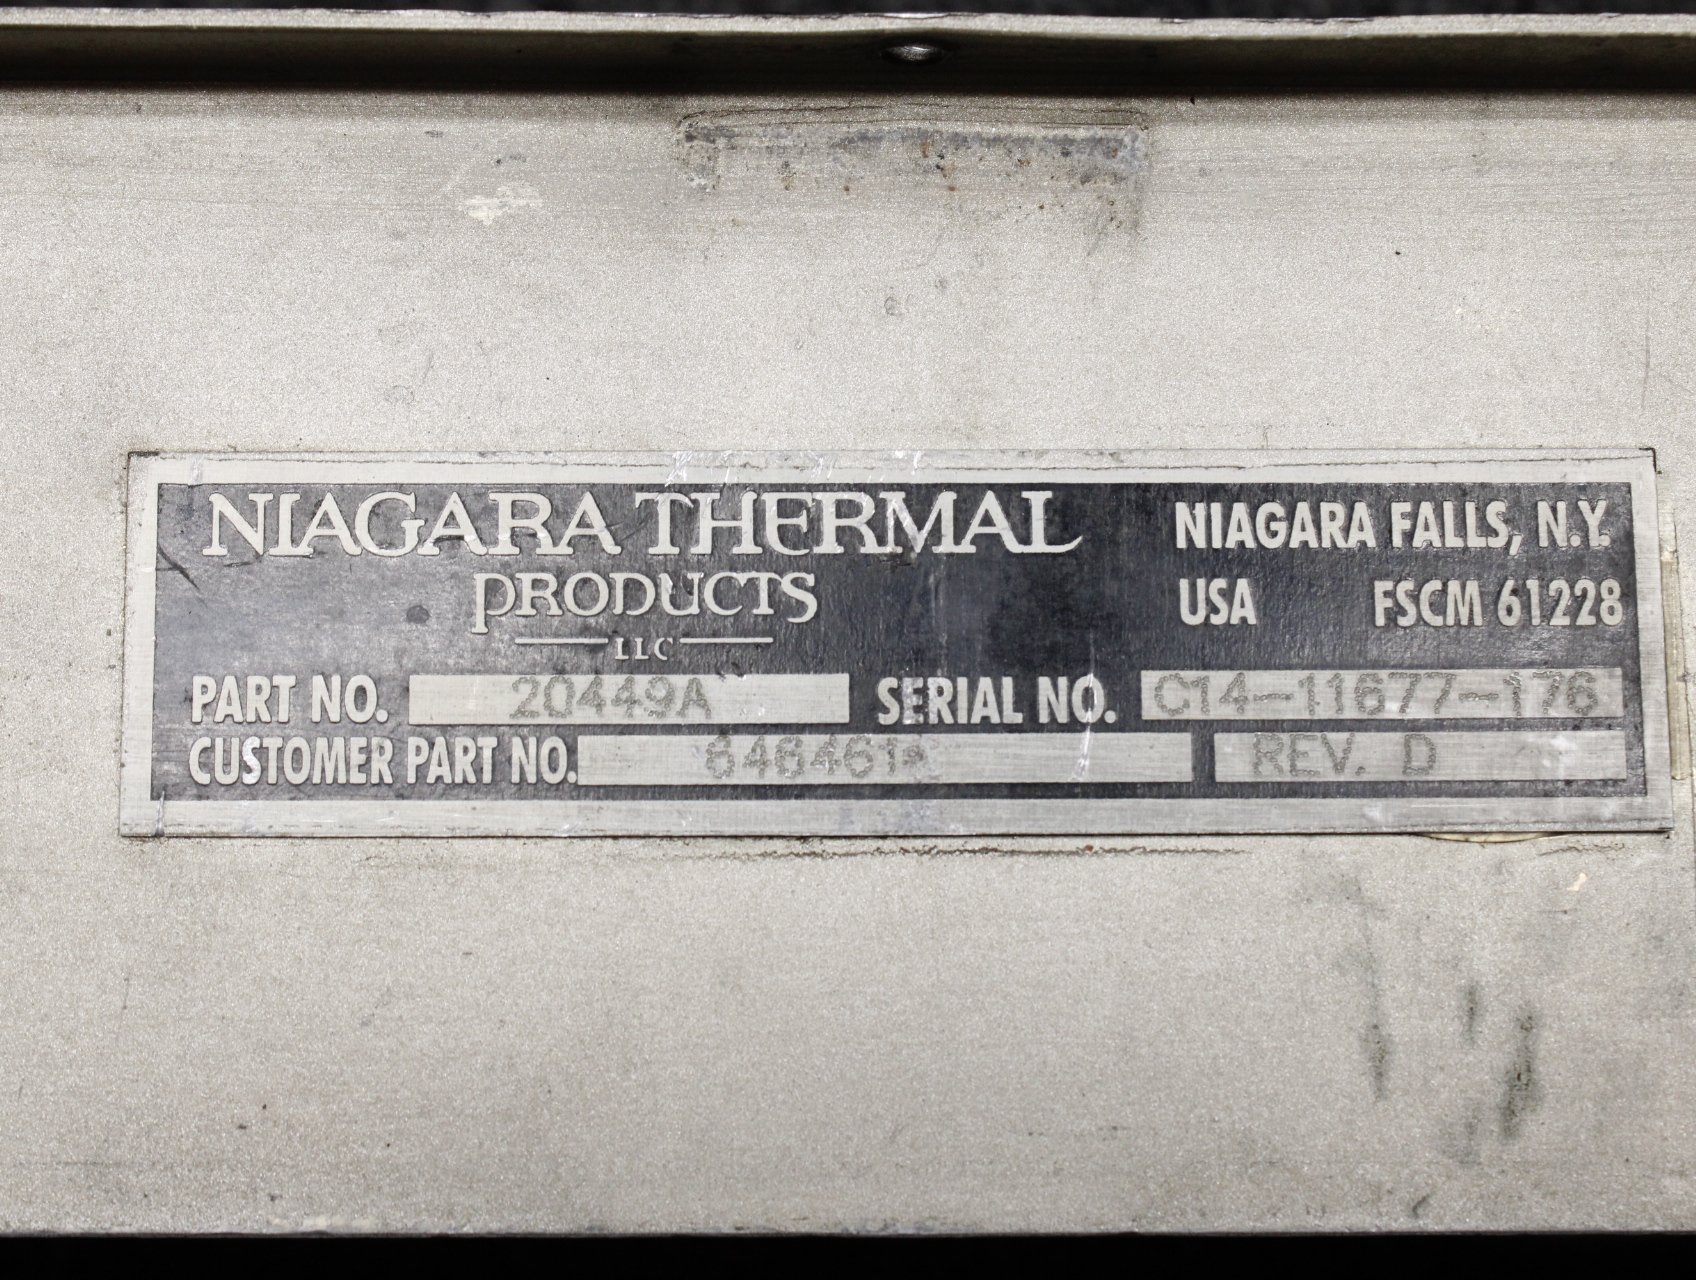 NIAGARA THERMAL
PRODUCTS
LLC
NIAGARA FALLS, N.Y.
USA FSCM 61228
PART NO. 20449A SERIAL NO. C14-11677-176
CUSTOMER PART NO. REV. D